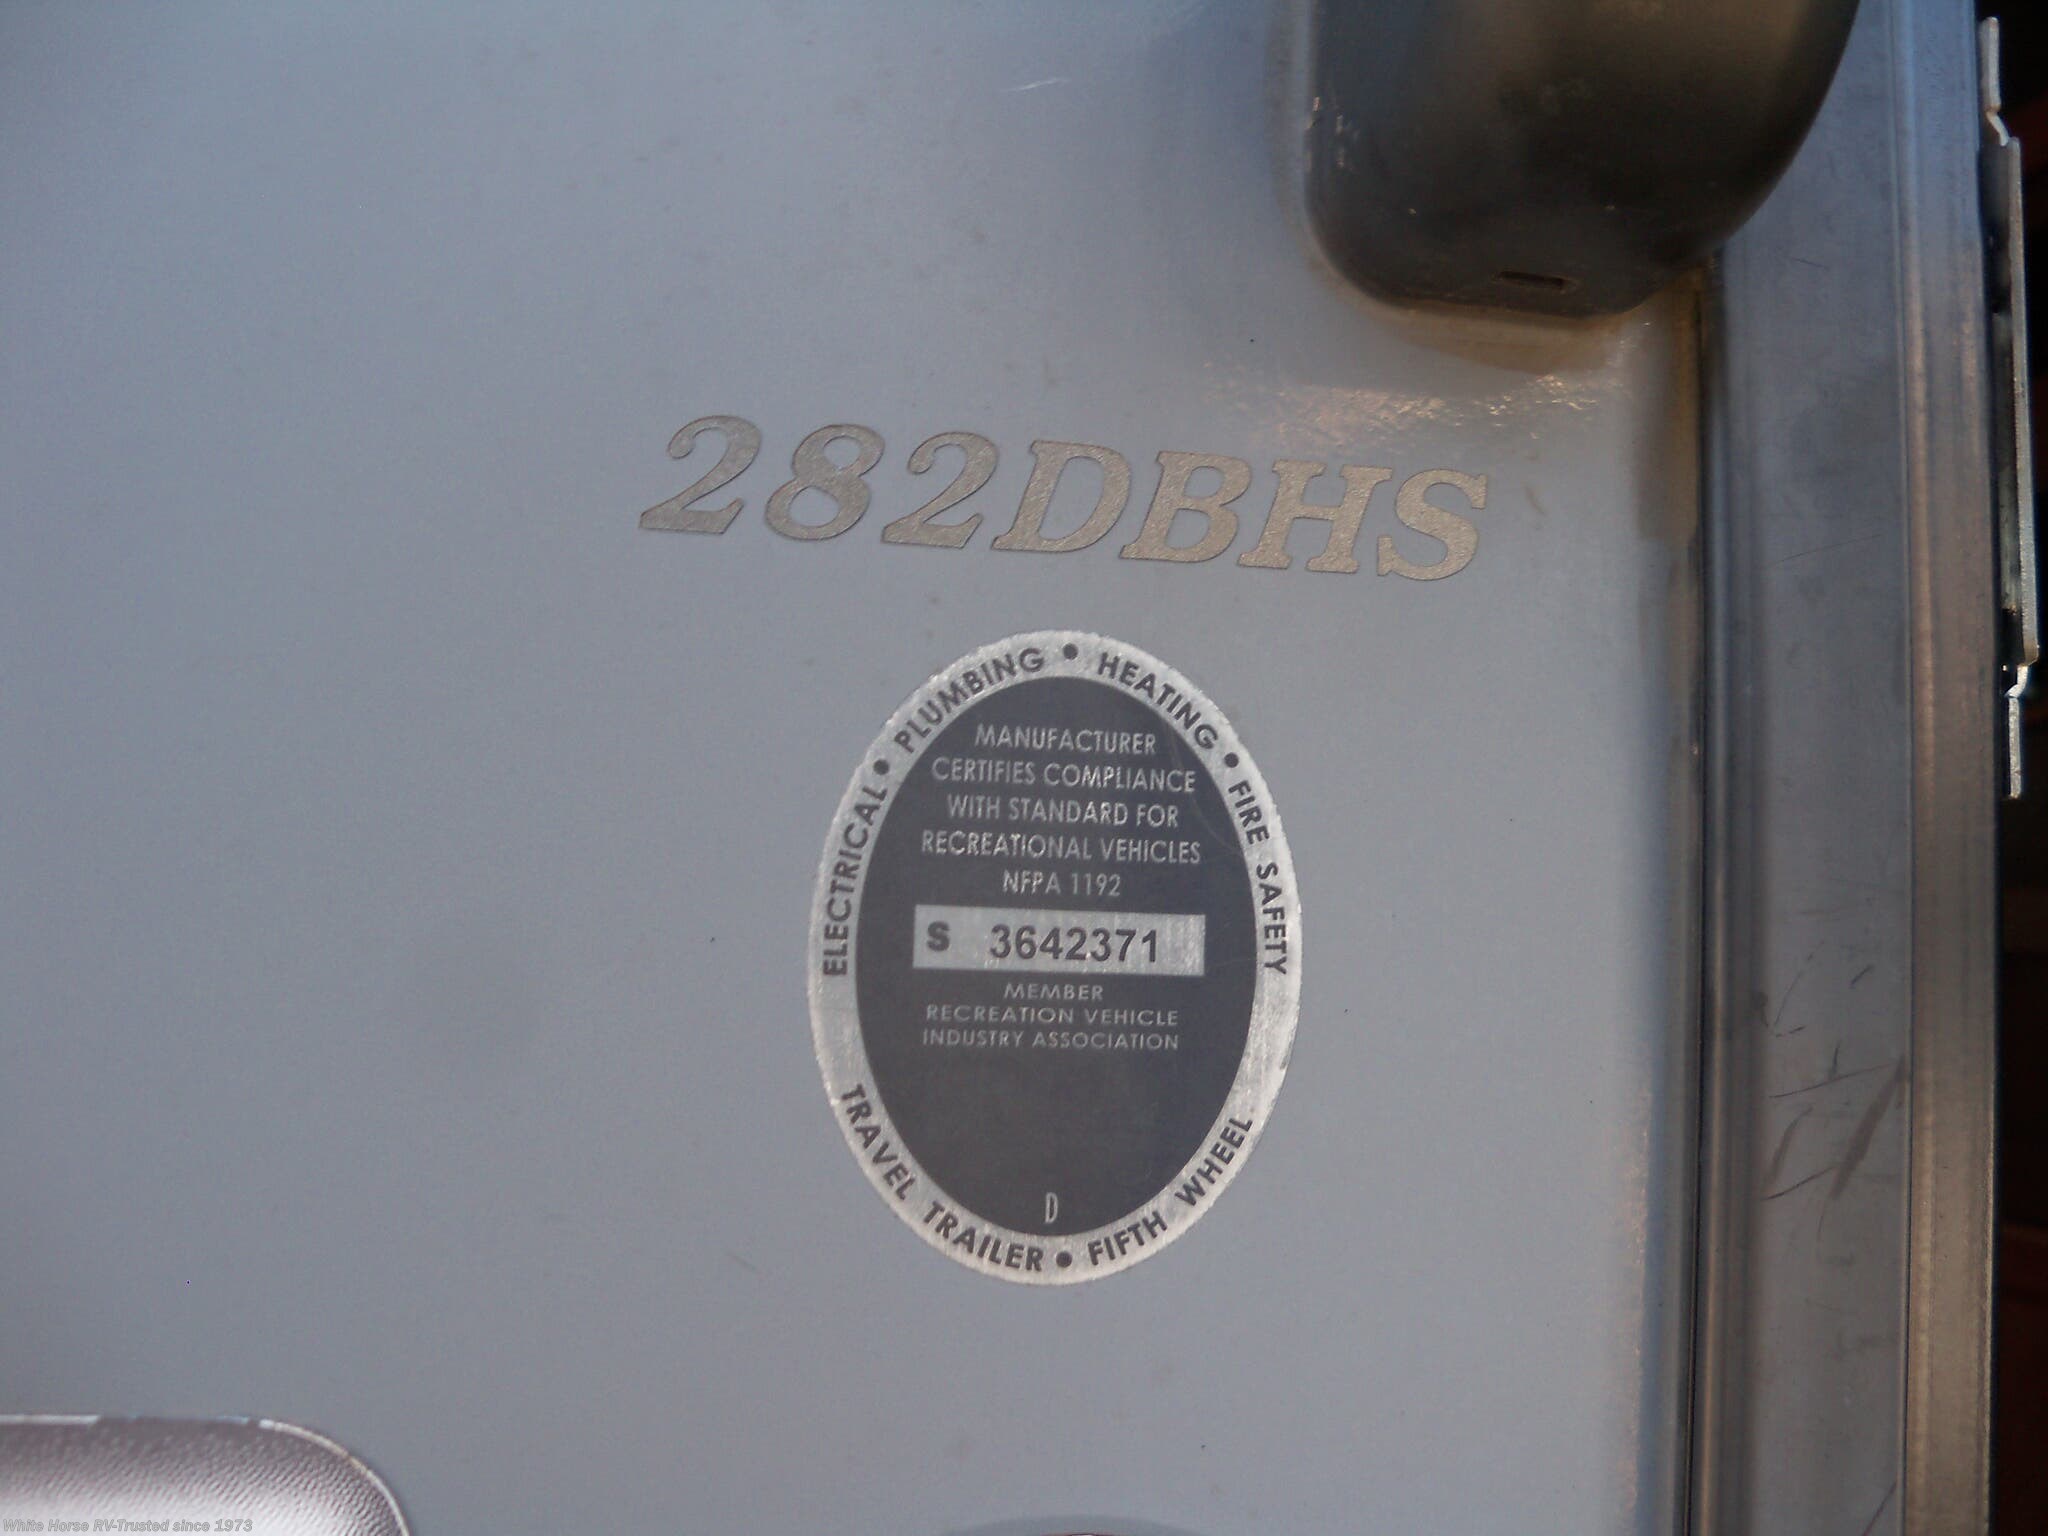 282DBHS
ELECTRICAL • PLUMBING • HEATING • FIRE SAFETY
MANUFACTURER
CERTIFIES COMPLIANCE
WITH STANDARD FOR
RECREATIONAL VEHICLES
NFPA 1192
S 3642371
MEMBER
RECREATION VEHICLE
INDUSTRY ASSOCIATION
D
TRAVEL TRAILER • FIFTH WHEEL
White Horse RV-Trusted since 1973